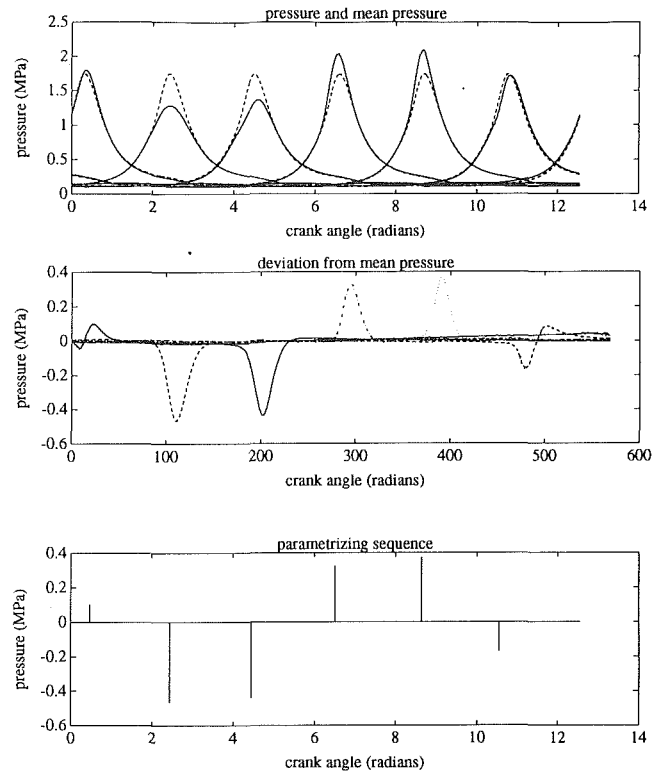 pressure and mean pressure
2.5
2
1.5
1
0.5
0
pressure (MPa)
0 2 4 6 8 10 12 14
crank angle (radians)
deviation from mean pressure
0.4
0.2
0
-0.2
-0.4
-0.6
pressure (MPa)
0 100 200 300 400 500 600
crank angle (radians)
parametrizing sequence
0.4
0.2
0
-0.2
-0.4
-0.6
pressure (MPa)
0 2 4 6 8 10 12 14
crank angle (radians)